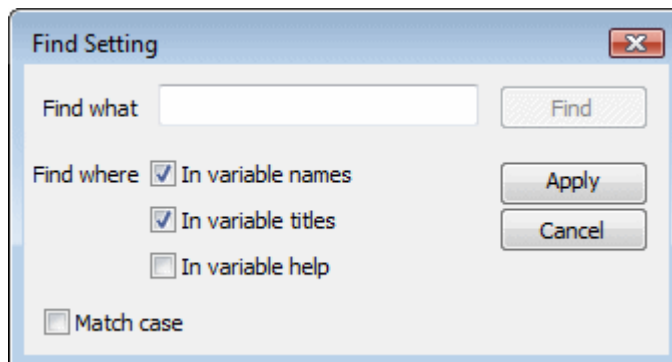 Find Setting
Find what Find
Find where In variable names Apply
In variable titles Cancel
In variable help
Match case